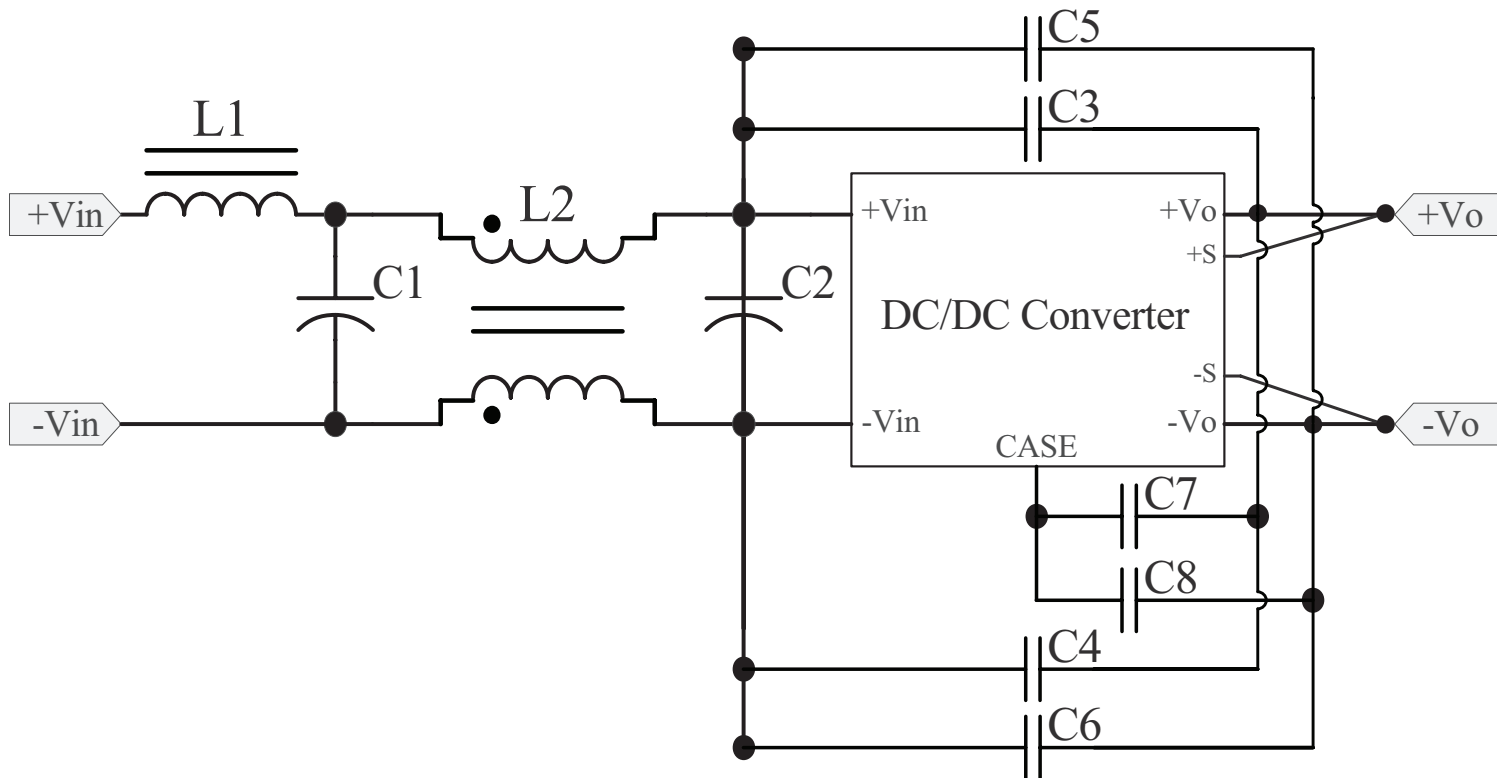 C5
C3
L1
+Vin
L2
+Vin
+Vo
+Vo
+S
C1
C2
DC/DC Converter
-S
-Vin
-Vin
-Vo
-Vo
CASE
C7
C8
C4
C6